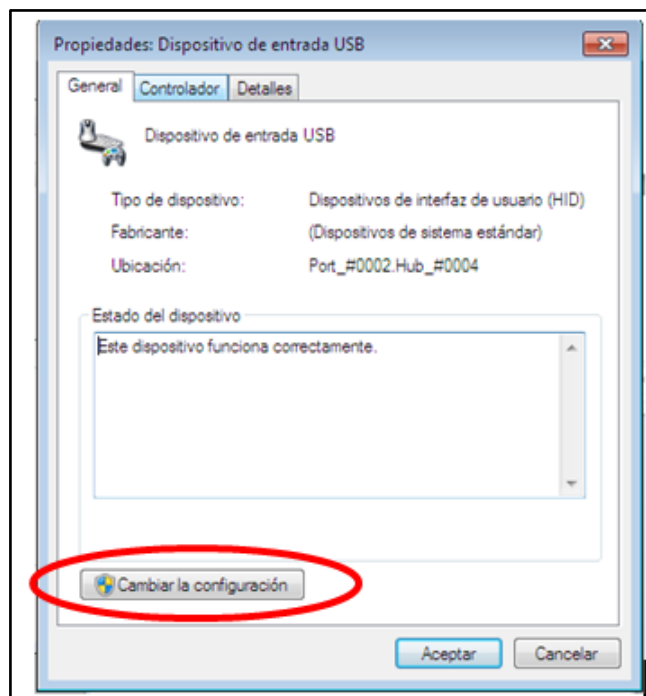 Propiedades: Dispositivo de entrada USB
General Controlador Detalles
Dispositivo de entrada USB
Tipo de dispositivo: Dispositivos de interfaz de usuario (HID)
Fabricante: (Dispositivos de sistema estándar)
Ubicación: Port_#0002.Hub_#0004
Estado del dispositivo
Este dispositivo funciona correctamente.
Cambiar la configuración
Aceptar Cancelar